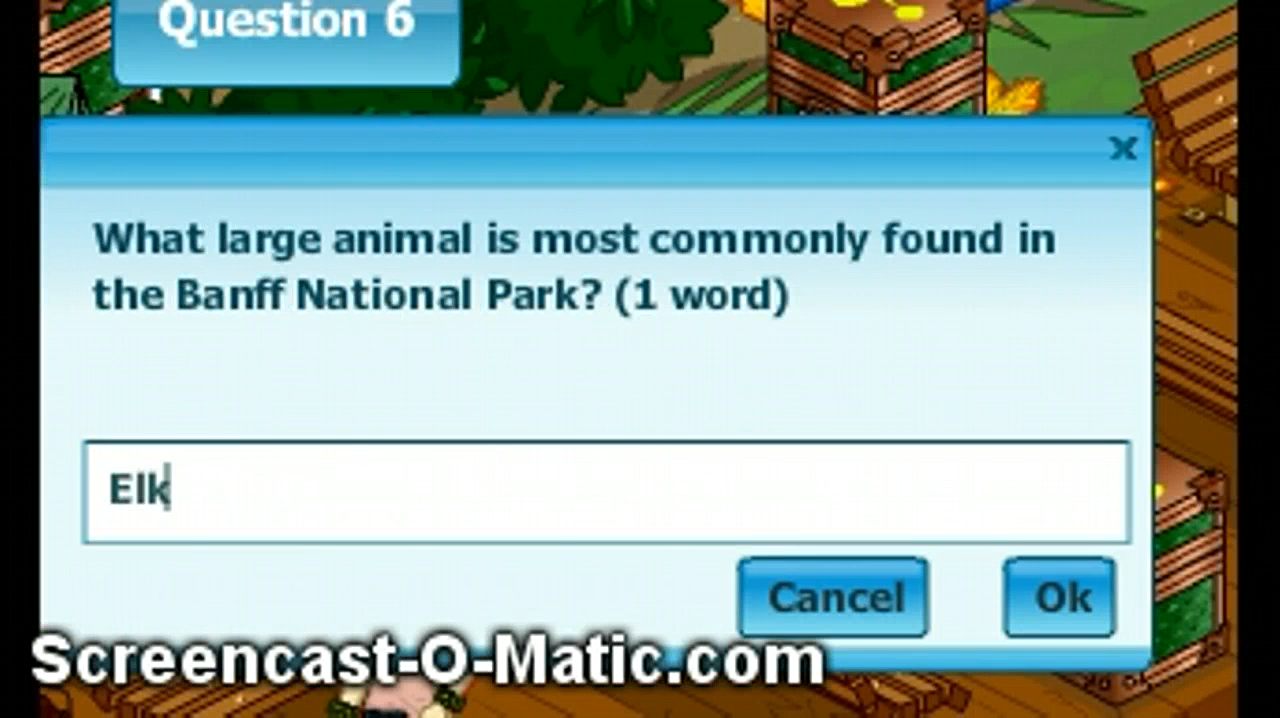 Question 6
x
What large animal is most commonly found in
the Banff National Park? (1 word)
Elk
Cancel Ok
Screencast-O-Matic.com